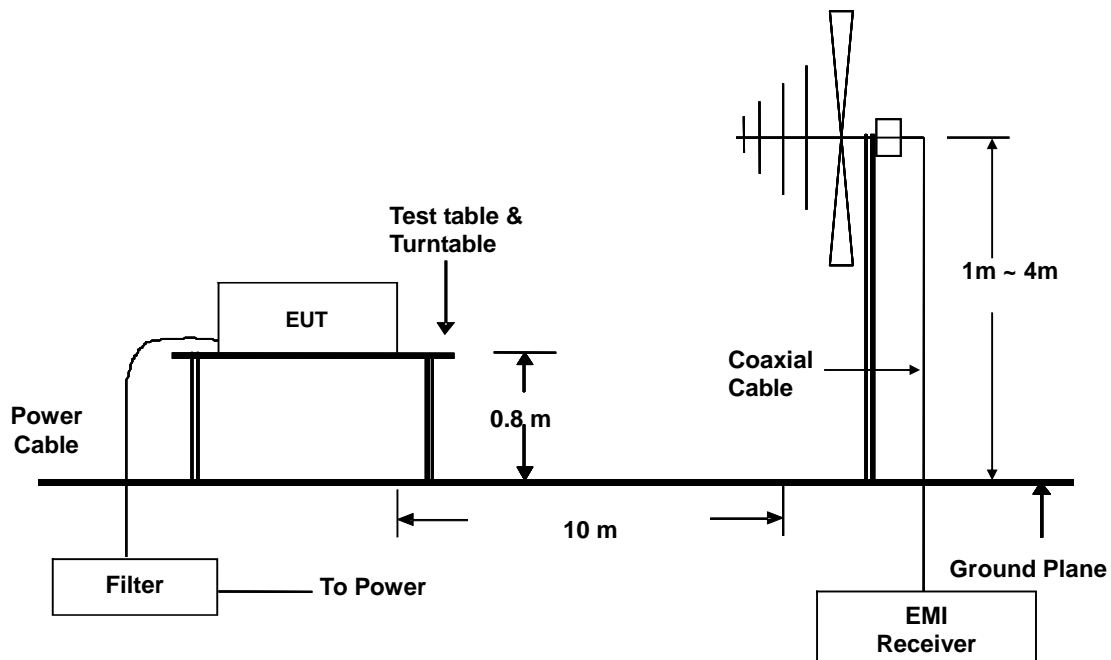 Test table &
Turntable
1m ~ 4m
EUT
Coaxial
Cable
0.8 m
Power
Cable
10 m
Ground Plane
Filter
To Power
EMI
Receiver